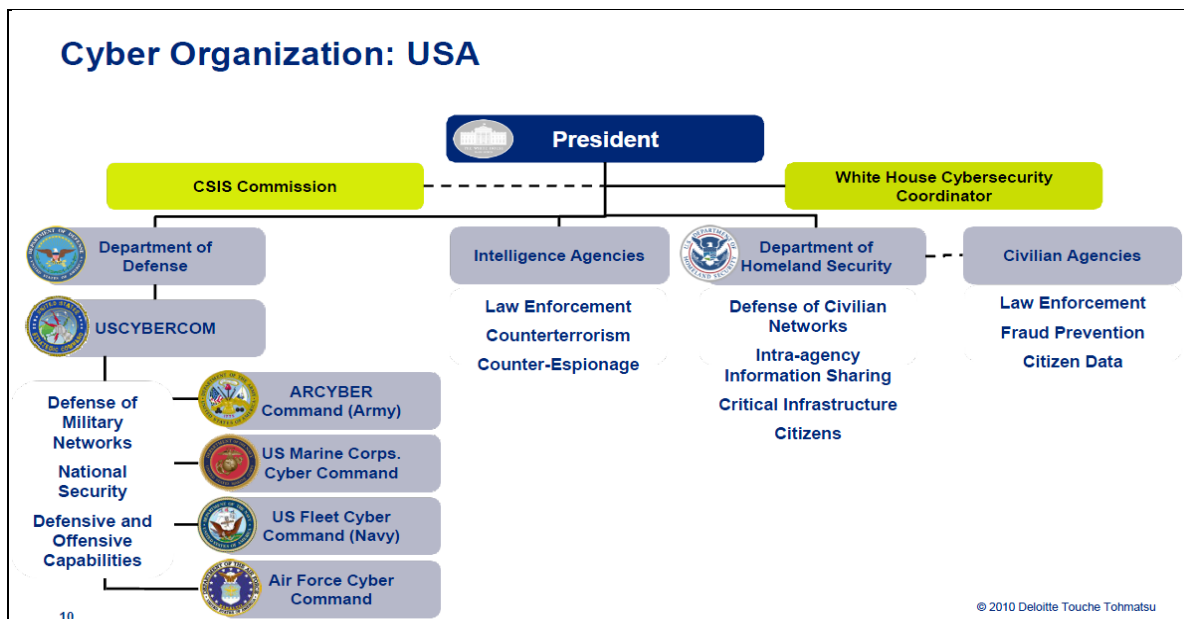 Cyber Organization: USA
President
CSIS Commission
White House Cybersecurity
Coordinator
Department of
Defense
Intelligence Agencies
Department of
Homeland Security
Civilian Agencies
USCYBERCOM
Law Enforcement
Counterterrorism
Counter-Espionage
Defense of Civilian
Networks
Intra-agency
Information Sharing
Critical Infrastructure
Citizens
Law Enforcement
Fraud Prevention
Citizen Data
Defense of
Military
Networks
National
Security
Defensive and
Offensive
Capabilities
ARCYBER
Command (Army)
US Marine Corps.
Cyber Command
US Fleet Cyber
Command (Navy)
Air Force Cyber
Command
10
© 2010 Deloitte Touche Tohmatsu